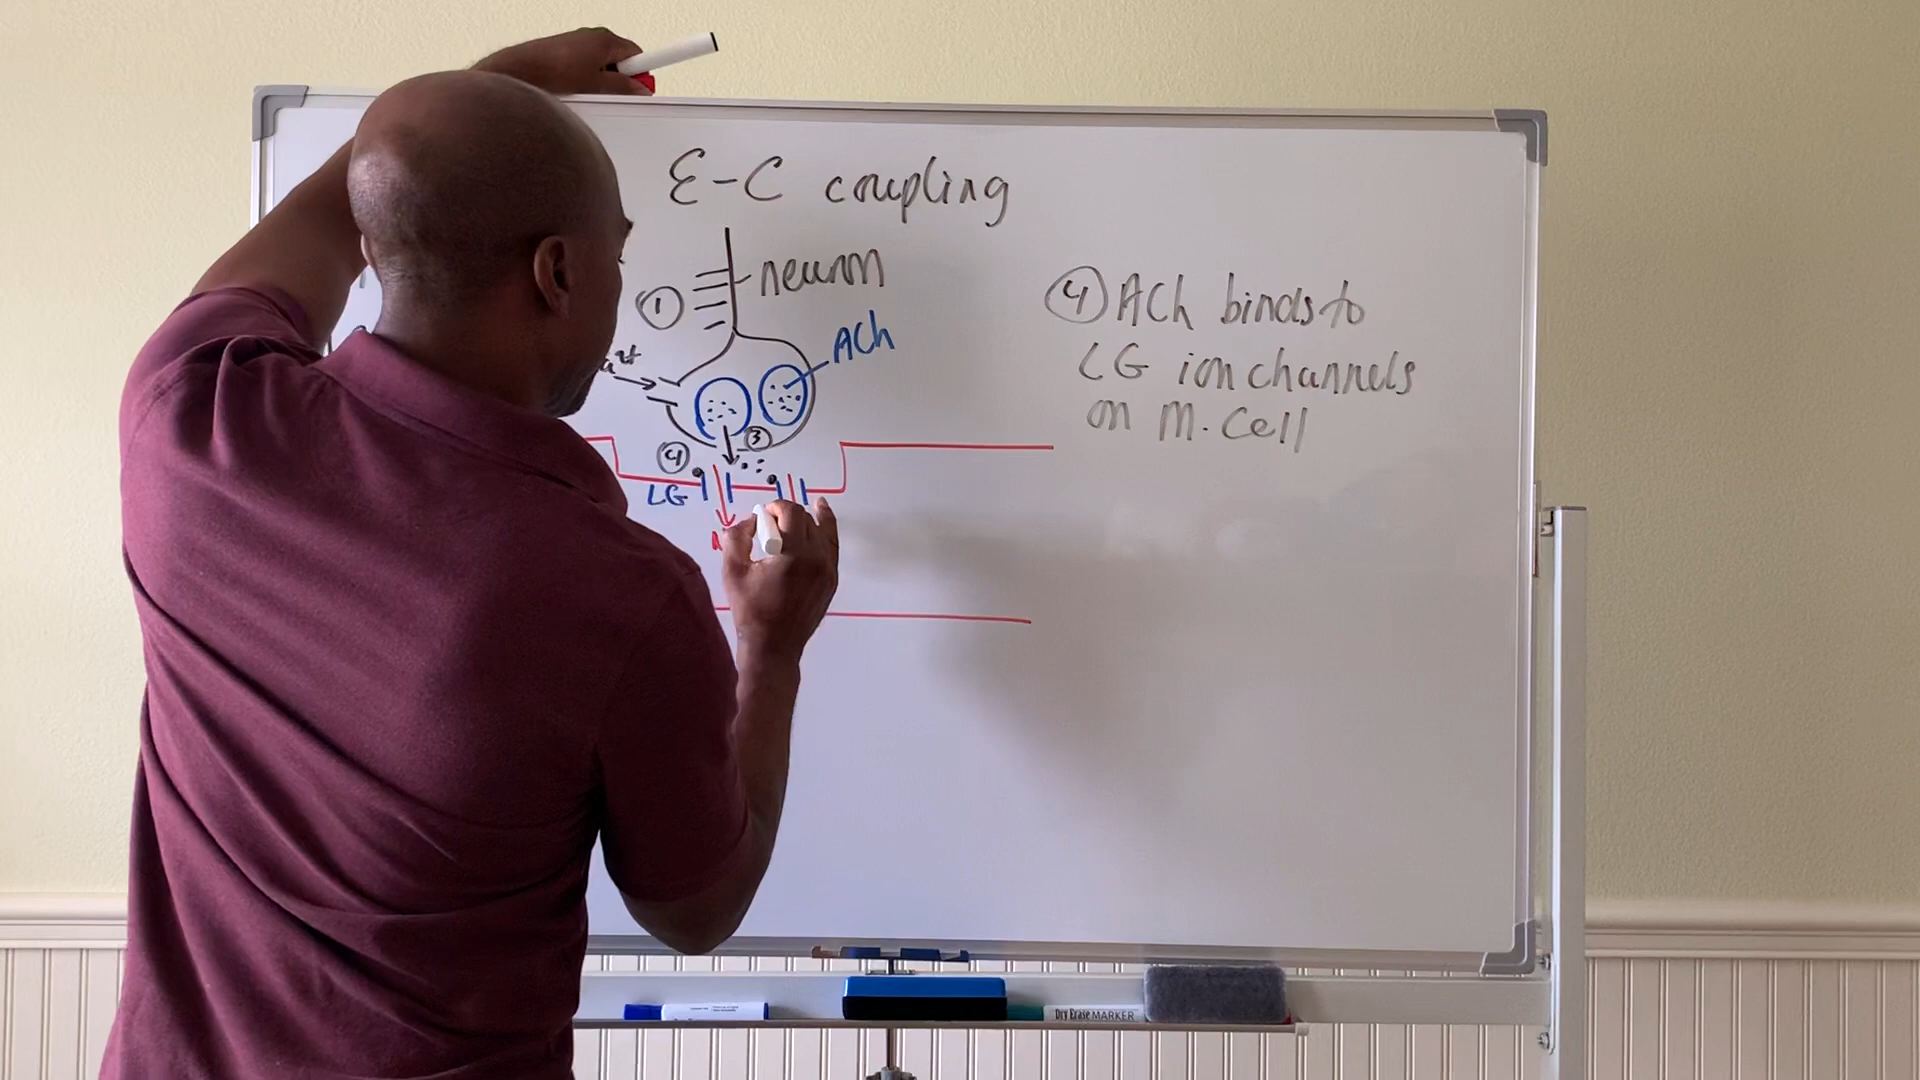 E-C coupling
neuron
1
ACh
4 ACh binds to
LG ion channels
on M. Cell
3
4
LG
Dry Erase MARKER